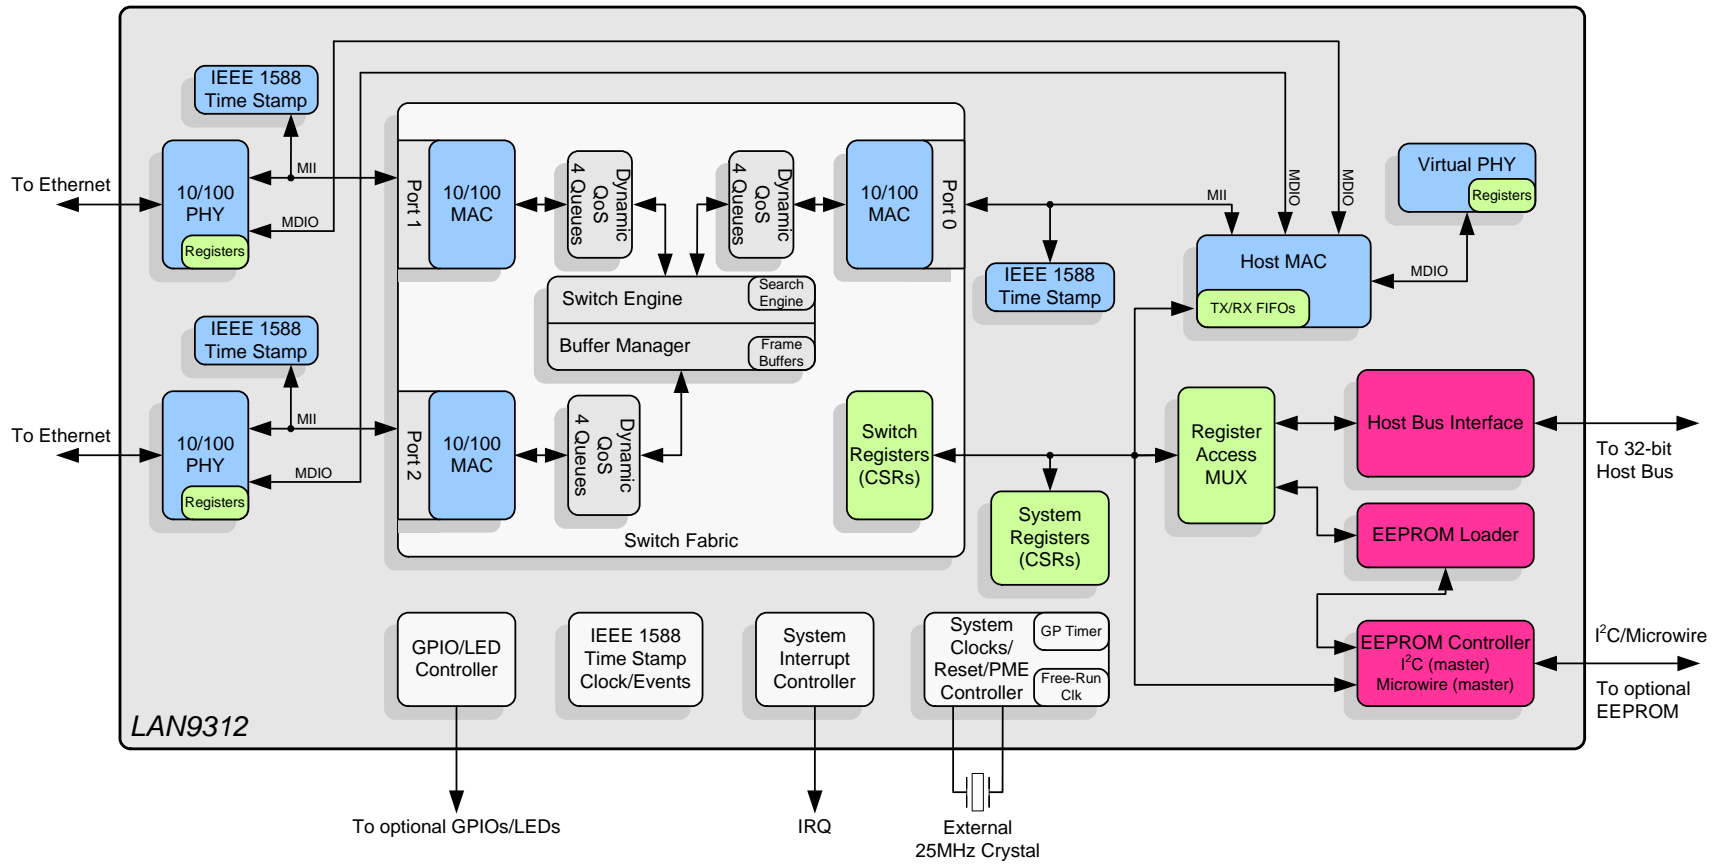 IEEE 1588
Time Stamp
To Ethernet
10/100
PHY
Registers
MII
MDIO
Port 1
10/100
MAC
Dynamic
QoS
4 Queues
Dynamic
QoS
4 Queues
10/100
MAC
Port 0
MII
MDIO
MDIO
IEEE 1588
Time Stamp
Virtual PHY
Registers
Host MAC
TX/RX FIFOs
MDIO
Switch Engine
Search
Engine
Buffer Manager
Frame
Buffers
IEEE 1588
Time Stamp
To Ethernet
10/100
PHY
Registers
MII
MDIO
Port 2
10/100
MAC
Dynamic
QoS
4 Queues
Switch
Registers
(CSRs)
Switch Fabric
System
Registers
(CSRs)
Register
Access
MUX
Host Bus Interface
To 32-bit
Host Bus
EEPROM Loader
EEPROM Controller
I²C (master)
Microwire (master)
I²C/Microwire
To optional
EEPROM
GPIO/LED
Controller
IEEE 1588
Time Stamp
Clock/Events
System
Interrupt
Controller
System
Clocks/
Reset/PME
Controller
GP Timer
Free-Run
Clk
LAN9312
To optional GPIOs/LEDs
IRQ
External
25MHz Crystal